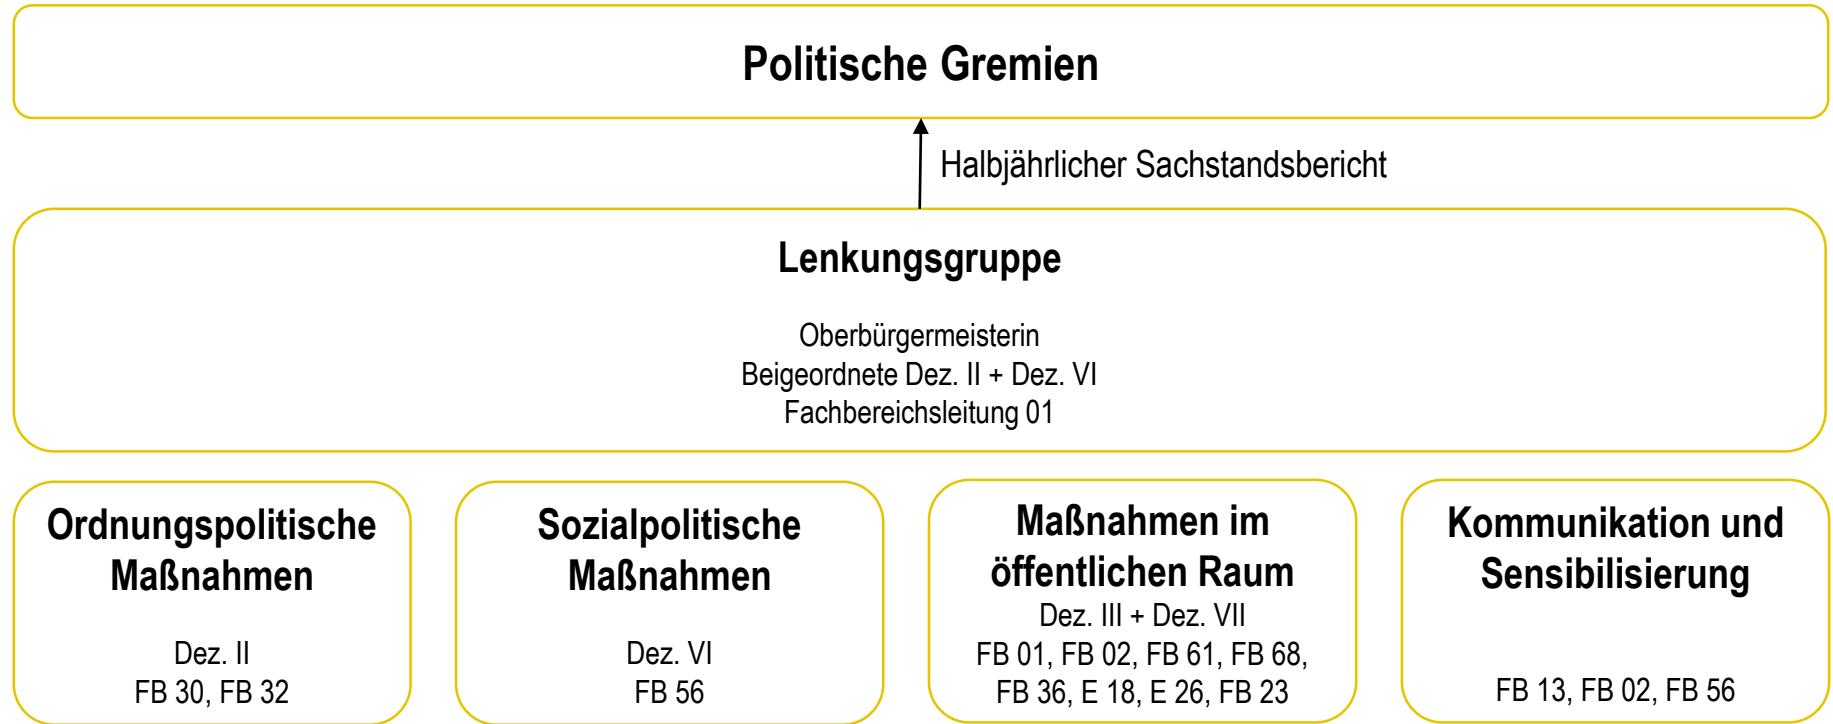 Politische Gremien
Halbjährlicher Sachstandsbericht
Lenkungsgruppe
Oberbürgermeisterin
Beigeordnete Dez. II + Dez. VI
Fachbereichsleitung 01
Ordnungspolitische
Maßnahmen
Dez. II
FB 30, FB 32
Sozialpolitische
Maßnahmen
Dez. VI
FB 56
Maßnahmen im
öffentlichen Raum
Dez. III + Dez. VII
FB 01, FB 02, FB 61, FB 68,
FB 36, E 18, E 26, FB 23
Kommunikation und
Sensibilisierung
FB 13, FB 02, FB 56